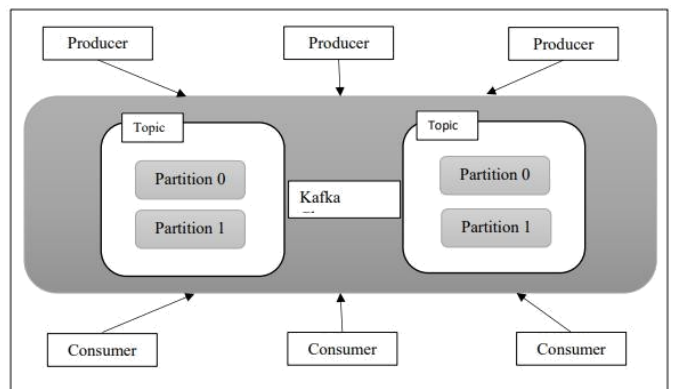 Producer
Producer
Producer
Topic
Topic
Partition 0
Partition 0
Kafka
Partition 1
Partition 1
Consumer
Consumer
Consumer